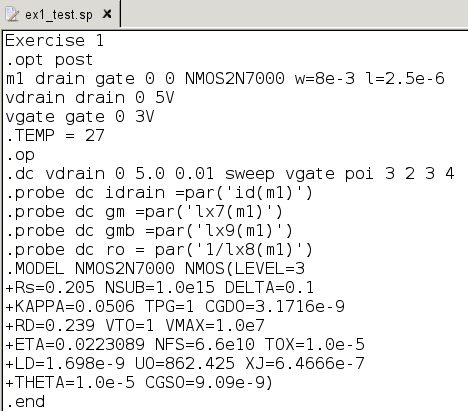 ex1_test.sp
Exercise 1
.opt post
m1 drain gate 0 0 NMOS2N7000 w=8e-3 l=2.5e-6
vdrain drain 0 5V
vgate gate 0 3V
.TEMP = 27
.op
.dc vdrain 0 5.0 0.01 sweep vgate poi 3 2 3 4
.probe dc idrain =par('id(m1)')
.probe dc gm =par('lx7(m1)')
.probe dc gmb =par('lx9(m1)')
.probe dc ro = par('1/lx8(m1)')
.MODEL NMOS2N7000 NMOS(LEVEL=3
+Rs=0.205 NSUB=1.0e15 DELTA=0.1
+KAPPA=0.0506 TPG=1 CGDO=3.1716e-9
+RD=0.239 VTO=1 VMAX=1.0e7
+ETA=0.0223089 NFS=6.6e10 TOX=1.0e-5
+LD=1.698e-9 UO=862.425 XJ=6.4666e-7
+THETA=1.0e-5 CGSO=9.09e-9)
.end